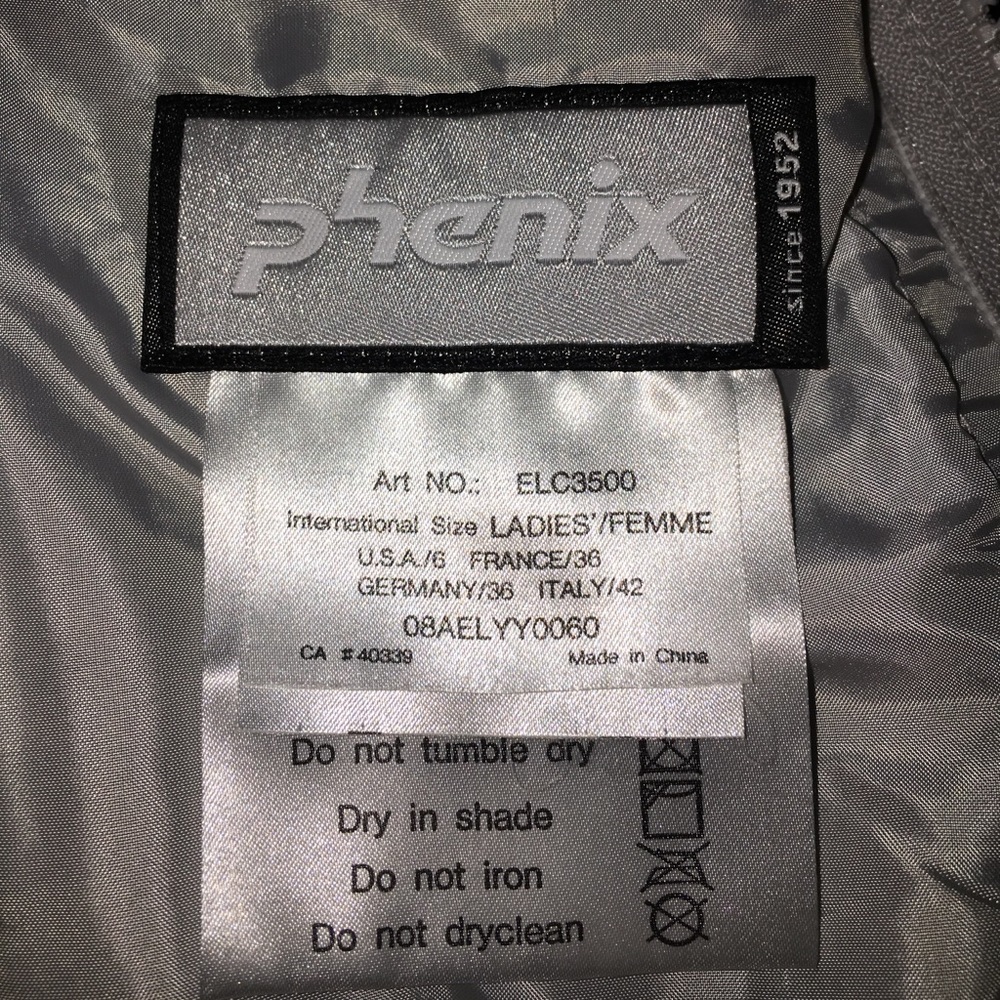 phenix
since 1952
Art NO.: ELC3500
International Size LADIES'/FEMME
U.S.A./6 FRANCE/36
GERMANY/36 ITALY/42
08AELYY0060
CA #40339 Made in China
Do not tumble dry
Dry in shade
Do not iron
Do not dryclean